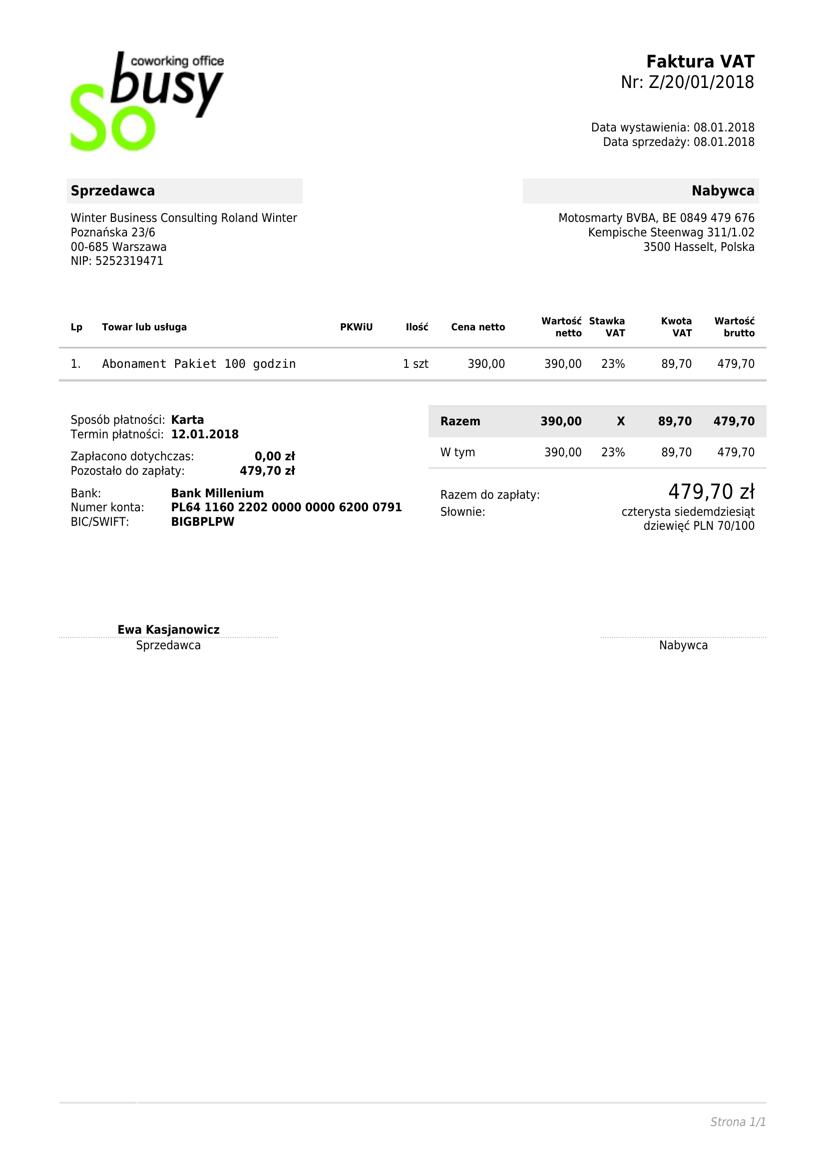 coworking office
busy
So
Faktura VAT
Nr: Z/20/01/2018
Data wystawienia: 08.01.2018
Data sprzedaży: 08.01.2018
Sprzedawca
Winter Business Consulting Roland Winter
Poznańska 23/6
00-685 Warszawa
NIP: 5252319471
Nabywca
Motosmarty BVBA, BE 0849 479 676
Kempische Steenwag 311/1.02
3500 Hasselt, Polska
Lp Towar lub usługa PKWiU Ilość Cena netto Wartość netto Stawka VAT Kwota VAT Wartość brutto
1. Abonament Pakiet 100 godzin 1 szt 390,00 390,00 23% 89,70 479,70
Sposób płatności: Karta
Termin płatności: 12.01.2018
Zapłacono dotychczas: 0,00 zł
Pozostało do zapłaty: 479,70 zł
Bank: Bank Millenium
Numer konta: PL64 1160 2202 0000 0000 6200 0791
BIC/SWIFT: BIGBPLPW
Razem 390,00 X 89,70 479,70
W tym 390,00 23% 89,70 479,70
Razem do zapłaty: 479,70 zł
Słownie: czterysta siedemdziesiąt
dziewięć PLN 70/100
Ewa Kasjanowicz
Sprzedawca
Nabywca
Strona 1/1